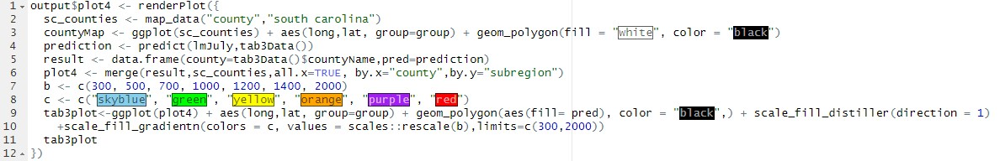 1 output$plot4 <- renderPlot({
2 sc_counties <- map_data("county","south carolina")
3 countyMap <- ggplot(sc_counties) + aes(long,lat, group=group) + geom_polygon(fill = "white", color = "black")
4 prediction <- predict(lmJuly,tab3Data())
5 result <- data.frame(county=tab3Data()$countyName,pred=prediction)
6 plot4 <- merge(result,sc_counties,all.x=TRUE, by.x="county",by.y="subregion")
7 b <- c(300, 500, 700, 1000, 1200, 1400, 2000)
8 c <- c("skyblue", "green", "yellow", "orange", "purple", "red")
9 tab3plot<-ggplot(plot4) + aes(long,lat, group=group) + geom_polygon(aes(fill= pred), color = "black",) + scale_fill_distiller(direction = 1)
10 +scale_fill_gradientn(colors = c, values = scales::rescale(b),limits=c(300,2000))
11 tab3plot
12 })